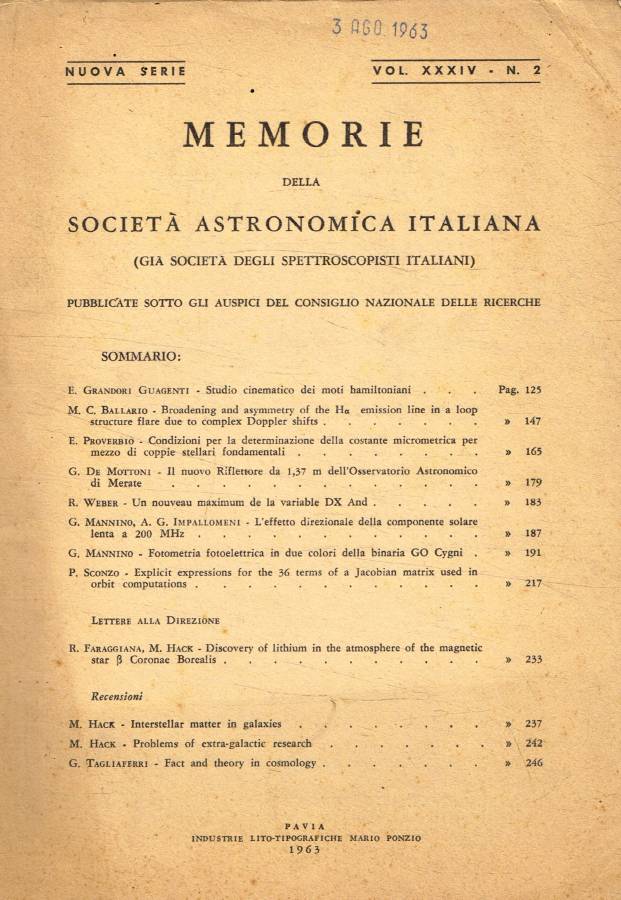 3 AGO 1963
NUOVA SERIE
VOL. XXXIV - N. 2
MEMORIE
DELLA
SOCIETÀ ASTRONOMICA ITALIANA
(GIÀ SOCIETÀ DEGLI SPETTROSCOPISTI ITALIANI)
PUBBLICATE SOTTO GLI AUSPICI DEL CONSIGLIO NAZIONALE DELLE RICERCHE
SOMMARIO:
E. GRANDORI GUAGENTI - Studio cinematico dei moti hamiltoniani . . . Pag. 125
M. C. BALLARIO - Broadening and asymmetry of the Hα emission line in a loop
structure flare due to complex Doppler shifts . . . . . . . » 147
E. PROVERBIO - Condizioni per la determinazione della costante micrometrica per
mezzo di coppie stellari fondamentali . . . . . . . . » 165
G. DE MOTTONI - Il nuovo Riflettore da 1,37 m dell'Osservatorio Astronomico
di Merate . . . . . . . . . . . . . » 179
R. WEBER - Un nouveau maximum de la variable DX And . . . . . » 183
G. MANNINO, A. G. IMPALLOMENI - L'effetto direzionale della componente solare
lenta a 200 MHz . . . . . . . . . . . . » 187
G. MANNINO - Fotometria fotoelettrica in due colori della binaria GO Cygni . » 191
P. SCONZO - Explicit expressions for the 36 terms of a Jacobian matrix used in
orbit computations . . . . . . . . . . . . » 217
LETTERE ALLA DIREZIONE
R. FARAGGIANA, M. HACK - Discovery of lithium in the atmosphere of the magnetic
star β Coronae Borealis . . . . . . . . . . . » 233
Recensioni
M. HACK - Interstellar matter in galaxies . . . . . . . . » 237
M. HACK - Problems of extra-galactic research . . . . . . . » 242
G. TAGLIAFERRI - Fact and theory in cosmology . . . . . . . » 246
PAVIA
INDUSTRIE LITO-TIPOGRAFICHE MARIO PONZIO
1963